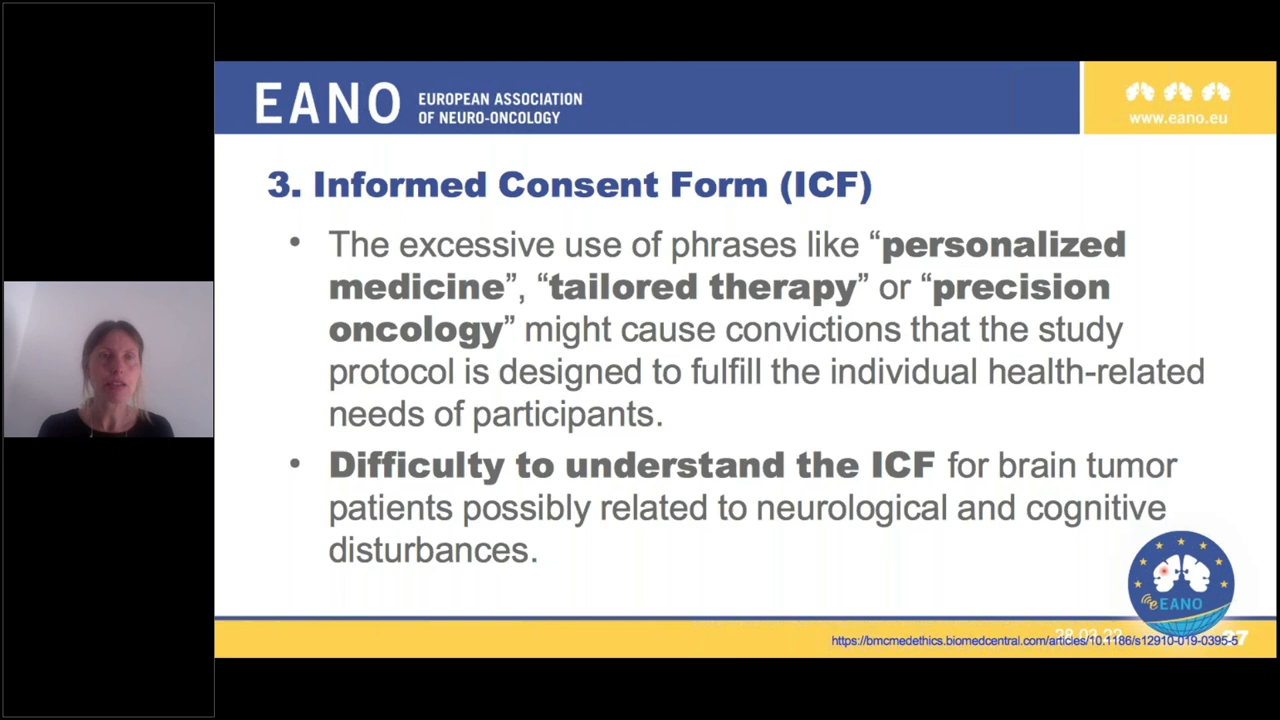 EANO EUROPEAN ASSOCIATION
OF NEURO-ONCOLOGY
www.eano.eu
3. Informed Consent Form (ICF)
• The excessive use of phrases like “personalized
medicine”, “tailored therapy” or “precision
oncology” might cause convictions that the study
protocol is designed to fulfill the individual health-related
needs of participants.
• Difficulty to understand the ICF for brain tumor
patients possibly related to neurological and cognitive
disturbances.
eEANO
https://bmcmedethics.biomedcentral.com/articles/10.1186/s12910-019-0395-5